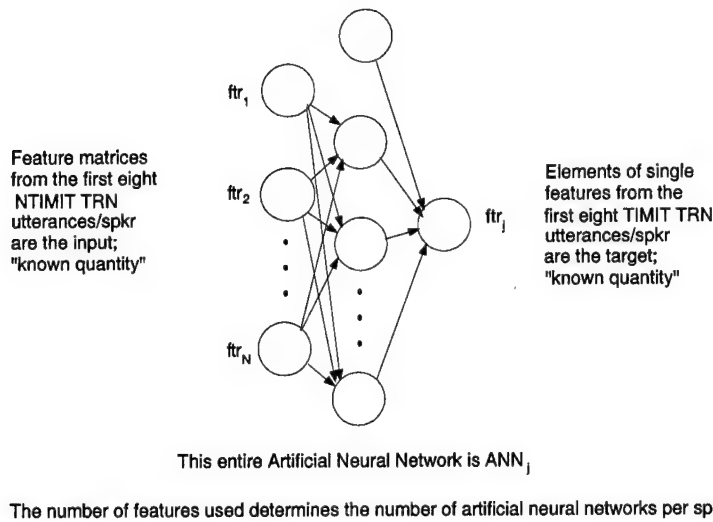 ftr1
Feature matrices
from the first eight
NTIMIT TRN
utterances/spkr
are the input;
"known quantity"
ftr2
ftrN
ftrj
Elements of single
features from the
first eight TIMIT TRN
utterances/spkr
are the target;
"known quantity"
This entire Artificial Neural Network is ANNj
The number of features used determines the number of artificial neural networks per sp